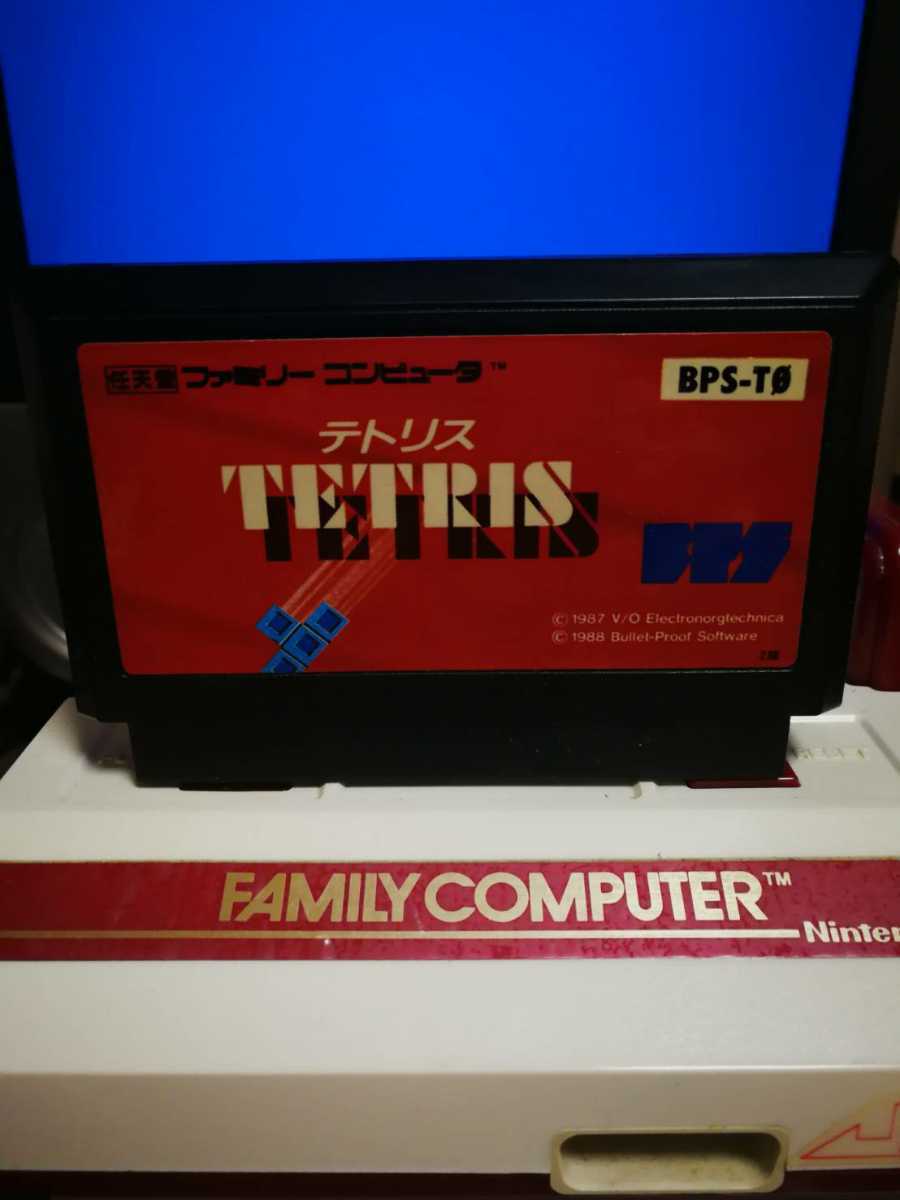 任天堂 ファミリー コンピュータ™
BPS-TØ
テトリス
TETRIS
BPS
© 1987 V/O Electronorgtechnica
© 1988 Bullet-Proof Software
RESET
FAMILY COMPUTER™